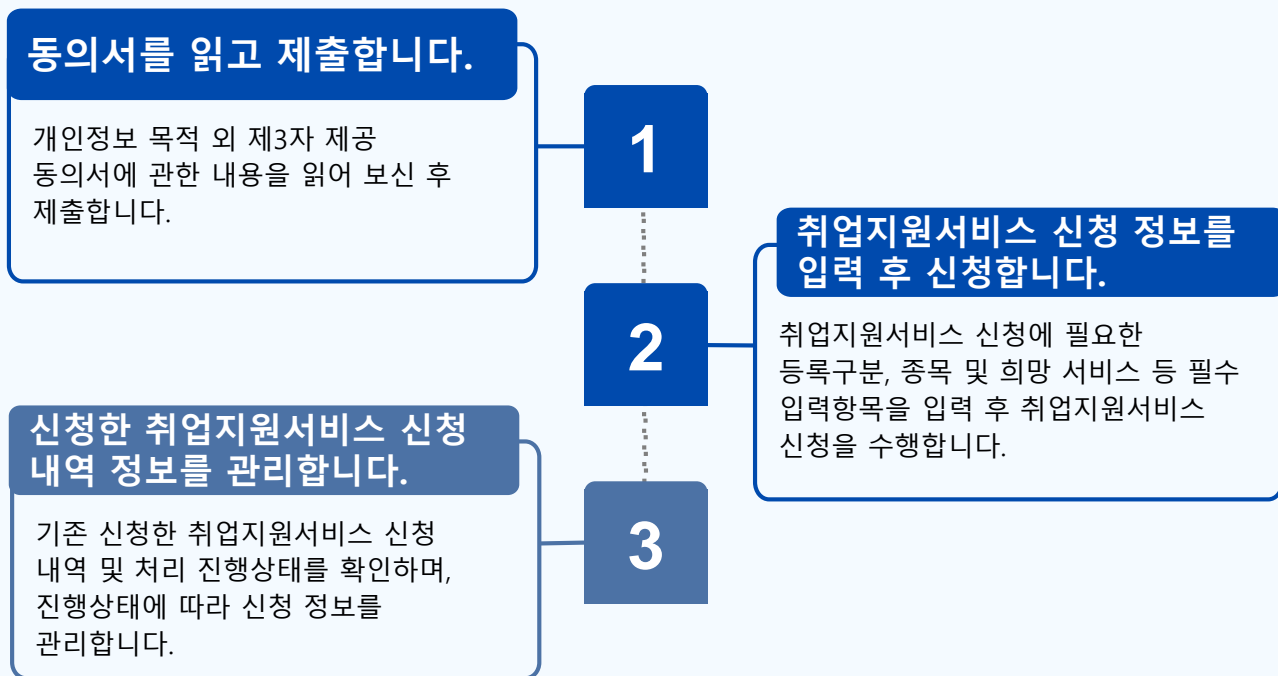 동의서를 읽고 제출합니다.
개인정보 목적 외 제3자 제공
동의서에 관한 내용을 읽어 보신 후
제출합니다.
1
취업지원서비스 신청 정보를
입력 후 신청합니다.
취업지원서비스 신청에 필요한
등록구분, 종목 및 희망 서비스 등 필수
입력항목을 입력 후 취업지원서비스
신청을 수행합니다.
2
신청한 취업지원서비스 신청
내역 정보를 관리합니다.
기존 신청한 취업지원서비스 신청
내역 및 처리 진행상태를 확인하며,
진행상태에 따라 신청 정보를
관리합니다.
3